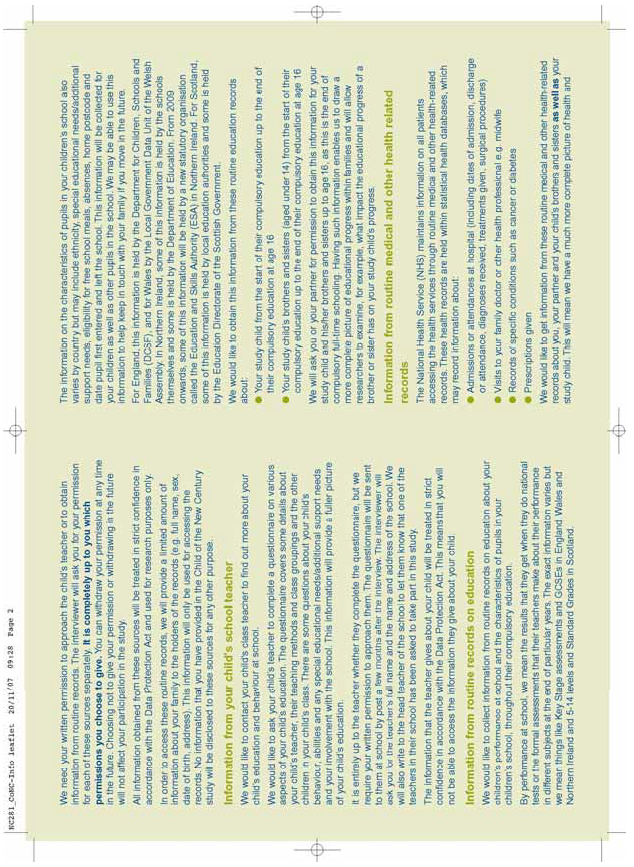 NC281_CoMC-Info leaflet  20/11/07  09:28  Page 2
We need your written permission to approach the child's teacher or to obtain
information from routine records. The interviewer will ask you for your permission
for each of these sources separately. It is completely up to you which
permissions you choose to give. You can withdraw your permission at any time
in the future. Choosing not to give your permission or withdrawing in the future
will not affect your participation in the study.
All information obtained from these sources will be treated in strict confidence in
accordance with the Data Protection Act and used for research purposes only.
In order to access these routine records, we will provide a limited amount of
information about your family to the holders of the records (e.g. full name, sex,
date of birth, address). This information will only be used for accessing the
records. No information that you have provided in the Child of the New Century
study will be disclosed to these sources or any other purpose.
Information from your child's school teacher
We would like to contact your child's class teacher to find out more about your
child's education and behaviour at school.
We would like to ask your child's teacher to complete a questionnaire on various
aspects of your child's education. The questionnaire covers some details about
your child's teacher, their teaching methods and class groupings and the other
children in your child's class. There are some questions about your child's
behaviour, abilities and any special educational needs/additional support needs
and your involvement with the school. This information will provide a fuller picture
of your child's education.
It is entirely up to the teacher whether they complete the questionnaire, but we
require your written permission to approach them. The questionnaire will be sent
to them at school by post a few months after the interview. The interviewer will
ask you for the teacher's name and the name and address of the school. We
will also write to the head teacher of the school to let them know that one of the
teachers in their school has been asked to take part in this study.
The information that the teacher gives about your child will be treated in strict
confidence in accordance with the Data Protection Act. This means that you will
not be able to access the information they give about your child.
Information from routine records on education
We would like to collect information from routine records on education about your
children's performance at school and the characteristics of pupils in your
children's school, throughout their compulsory education.
By performance at school, we mean the results that they get when they do national
tests or the formal assessments that their teachers make about their performance
in different subjects at the end of particular years. The exact information varies but
we mean things like Key Stage assessments and GCSEs in England, Wales and
Northern Ireland and 5-14 levels and Standard Grades in Scotland.
The information on the characteristics of pupils in your children's school also
varies by country but may include ethnicity, special educational needs/additional
support needs, eligibility for free school meals, absences, home postcode and
date pupil first entered and left the school. This information will be collected for
your children as well as other pupils in the school. We may be able to use this
information to help keep in touch with your family if you move in the future.
For England, this information is held by the Department for Children, Schools and
Families (DCSF), and for Wales by the Local Government Data Unit of the Welsh
Assembly. In Northern Ireland, some of this information is held by the schools
themselves and some is held by the Department of Education. From 2009
onwards, some of this information will be held by a new statutory organisation
called the Education and Skills Authority (ESA) in Northern Ireland. For Scotland,
some of this information is held by local education authorities and some is held
by the Education Directorate of the Scottish Government.
We would like to obtain this information from these routine education records
about:
● Your study child from the start of their compulsory education up to the end of
their compulsory education at age 16
● Your study child's brothers and sisters (aged under 14) from the start of their
compulsory education up to the end of their compulsory education at age 16
We will ask you or your partner for permission to obtain this information for your
study child and his/her brothers and sisters up to age 16, as this is the end of
compulsory full-time schooling. Having such information enables us to draw a
more complete picture of educational progress within families and will allow
researchers to examine, for example, what impact the educational progress of a
brother or sister has on your study child's progress.
Information from routine medical and other health related
records
The National Health Service (NHS) maintains information on all patients
accessing the health services through routine medical and other health-related
records. These health records are held within statistical health databases, which
may record information about:
● Admissions or attendances at hospital (including dates of admission, discharge
or attendance, diagnoses received, treatments given, surgical procedures)
● Visits to your family doctor or other health professional e.g. midwife
● Records of specific conditions such as cancer or diabetes
● Prescriptions given
We would like to get information from these routine medical and other health-related
records about you, your partner and your child's brothers and sisters as well as your
study child. This will mean we have a much more complete picture of health and